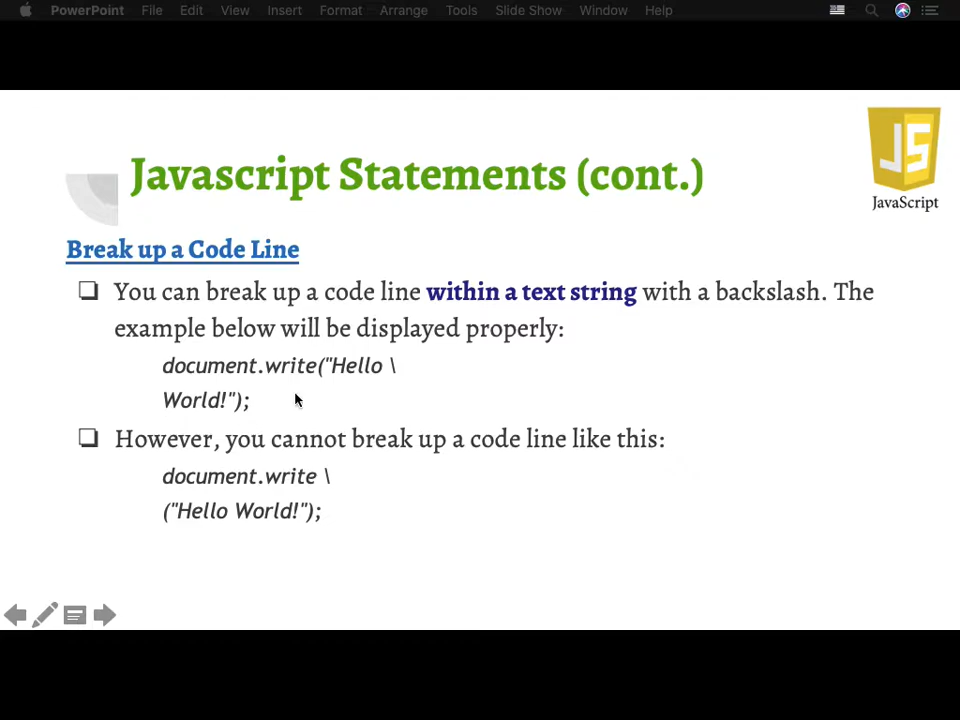 PowerPoint File Edit View Insert Format Arrange Tools Slide Show Window Help
JS
Javascript Statements (cont.)
JavaScript
Break up a Code Line
❏ You can break up a code line within a text string with a backslash. The
example below will be displayed properly:
document.write("Hello \
World!");
❏ However, you cannot break up a code line like this:
document.write \
("Hello World!");